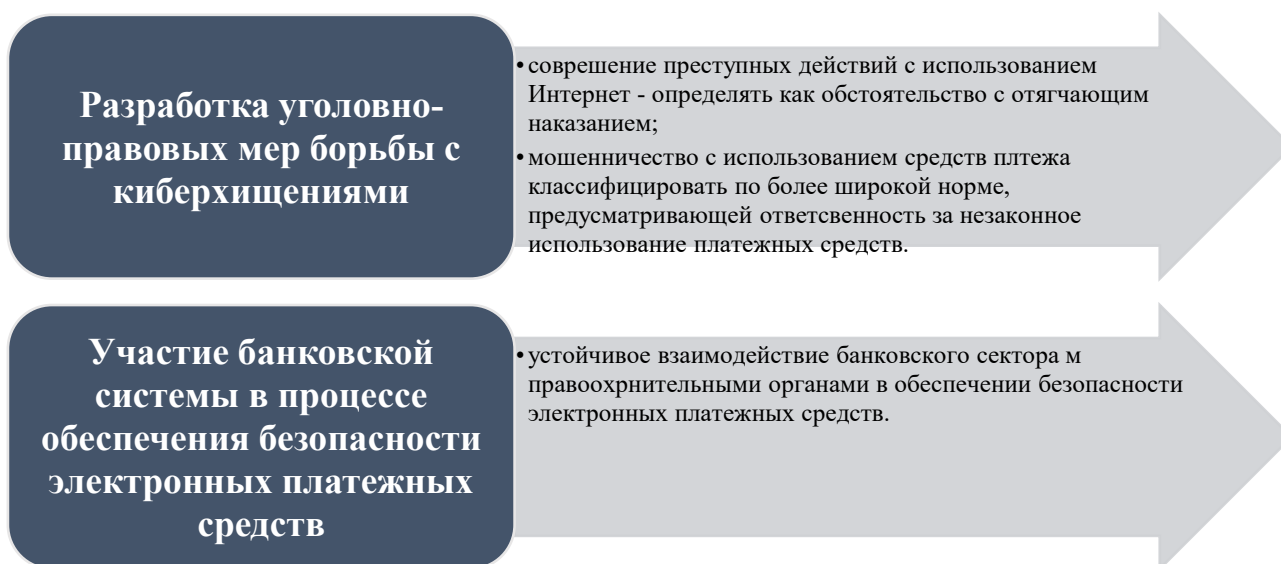 Разработка уголовно-
правовых мер борьбы с
киберхищениями
•соврешение преступных действий с использованием
Интернет - определять как обстоятельство с отягчающим
наказанием;
•мошенничество с использованием средств плтежа
классифицировать по более широкой норме,
предусматривающей ответсвенность за незаконное
использование платежных средств.
Участие банковской
системы в процессе
обеспечения безопасности
электронных платежных
средств
•устойчивое взаимодействие банковского сектора м
правоохрнительными органами в обеспечении безопасности
электронных платежных средств.